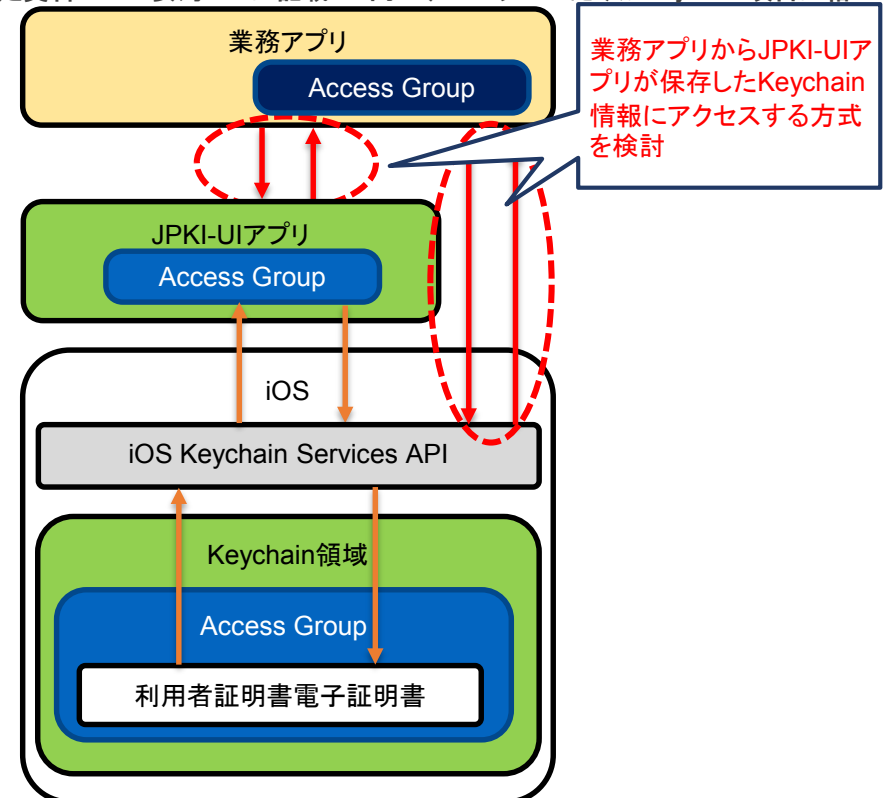 業務アプリ
Access Group
業務アプリからJPKI-UIア
プリが保存したKeychain
情報にアクセスする方式
を検討
JPKI-UIアプリ
Access Group
iOS
iOS Keychain Services API
Keychain領域
Access Group
利用者証明書電子証明書